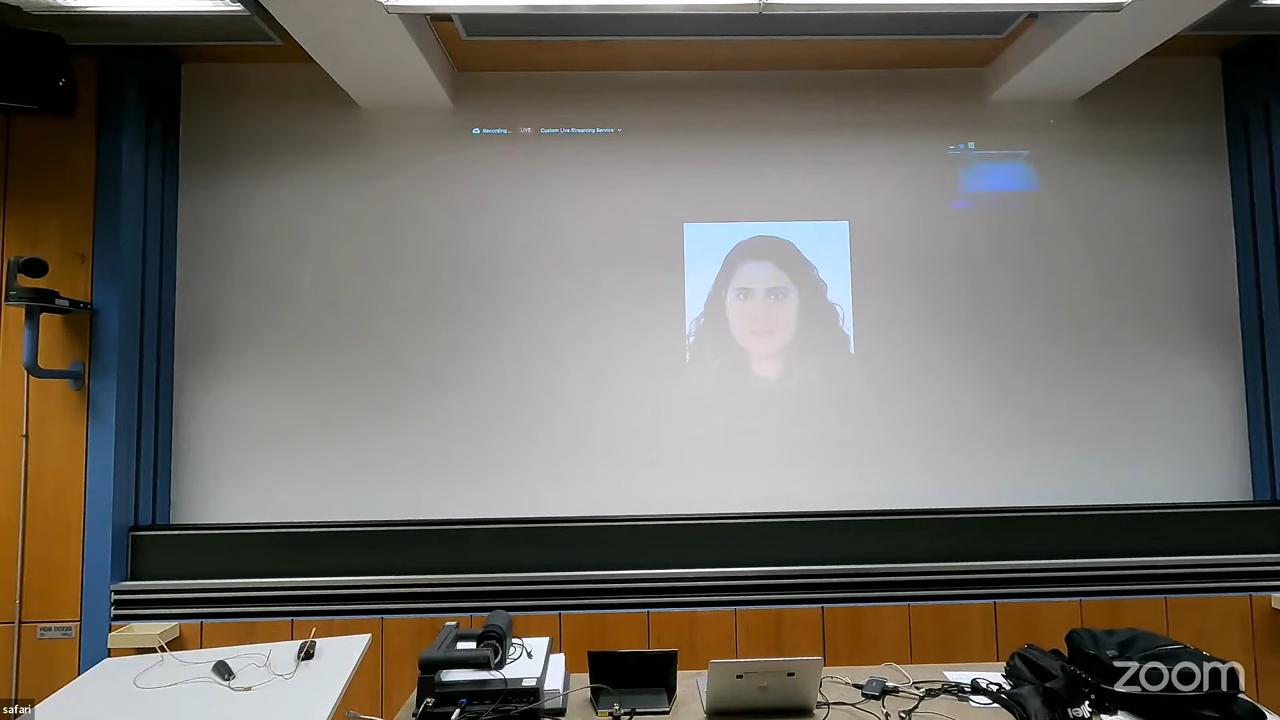 Recording...
LIVE
Custom Live Streaming Service
zoom
safari